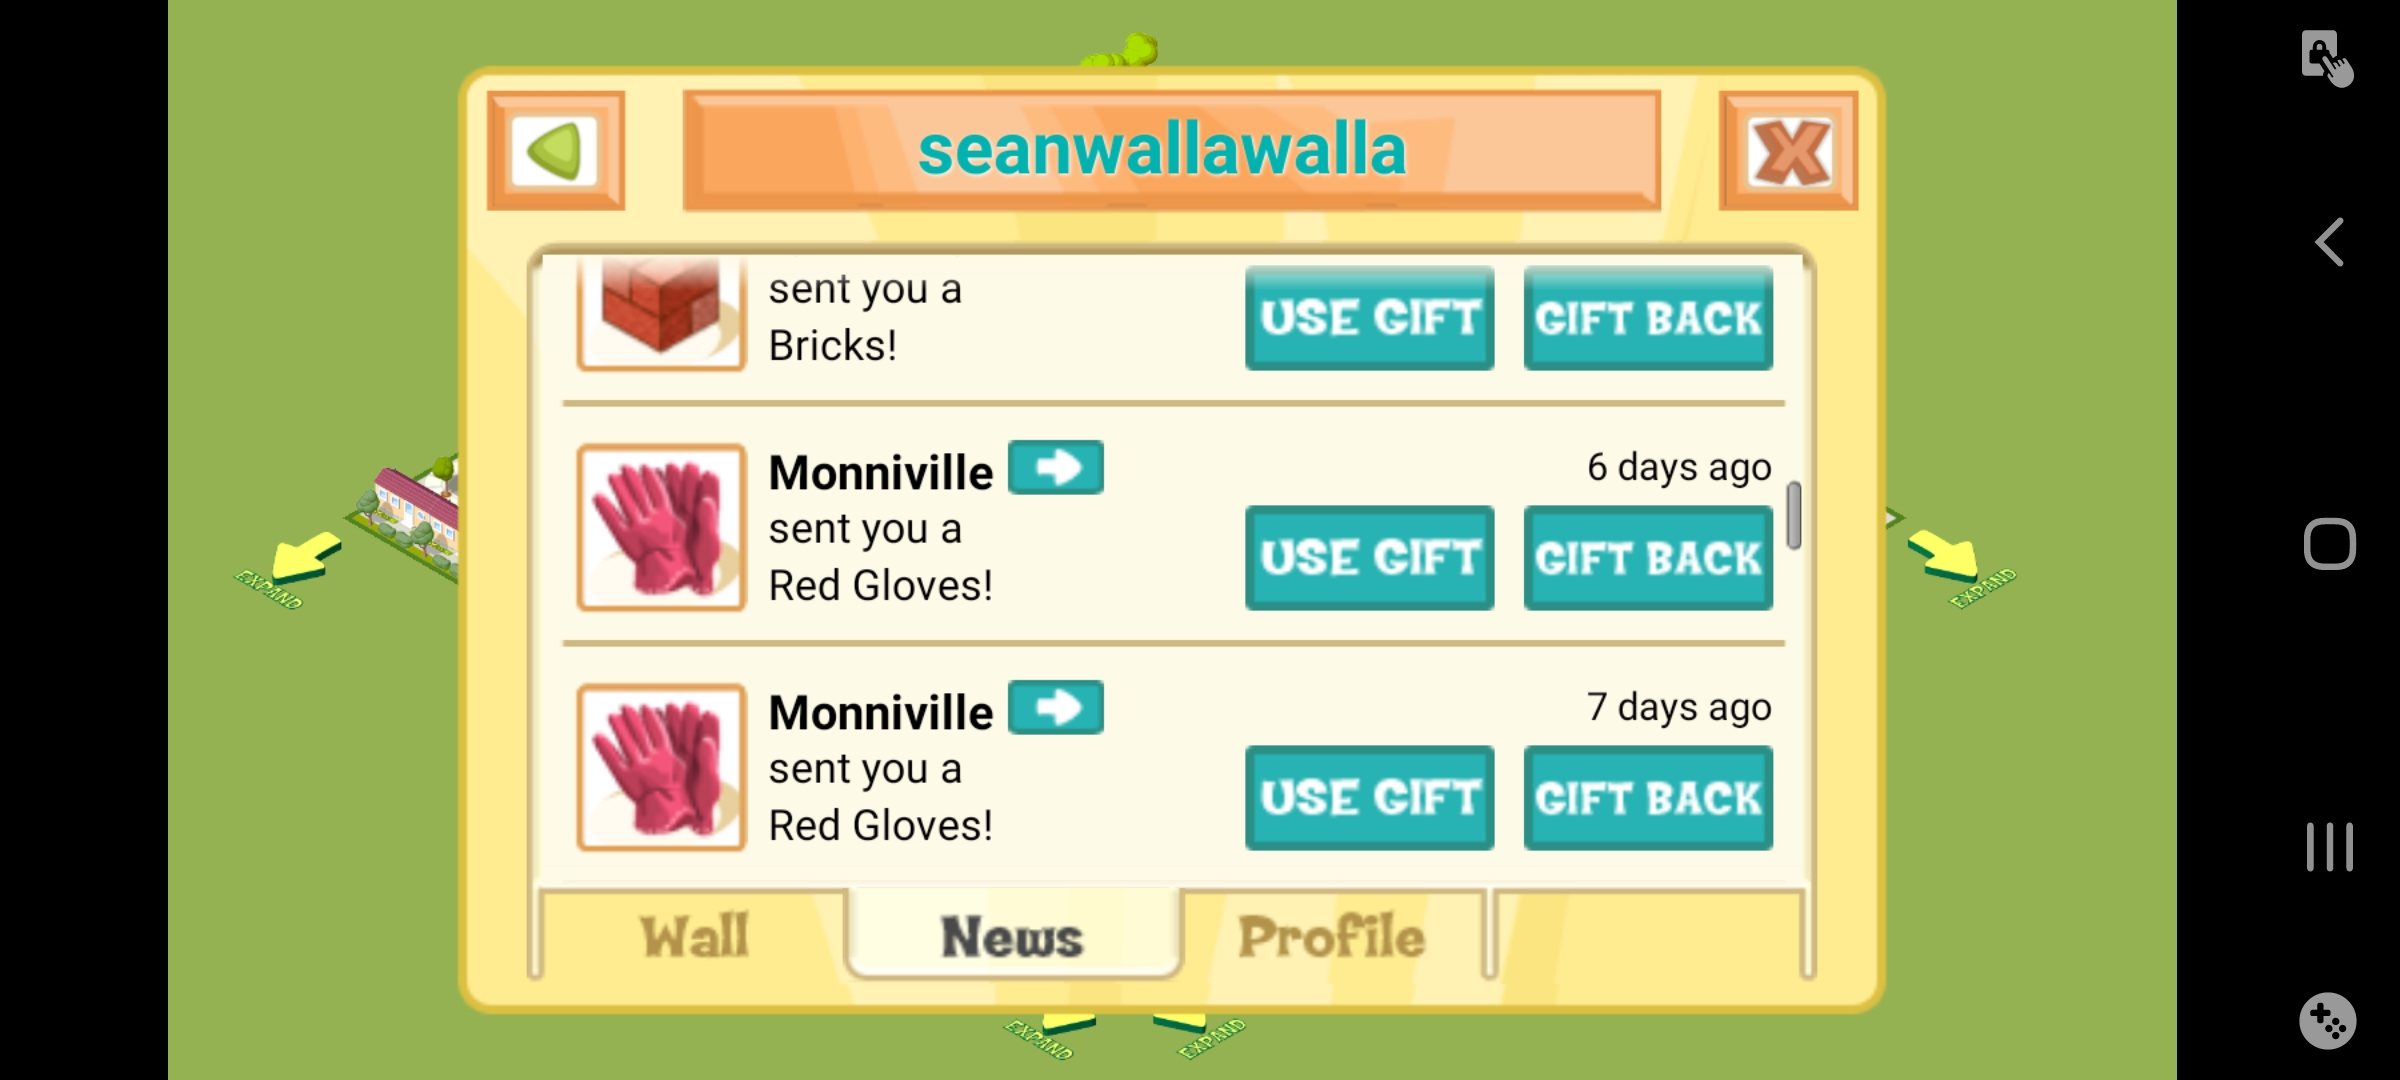 seanwallawalla
sent you a
Bricks!
USE GIFT
GIFT BACK
Monniville
6 days ago
sent you a
Red Gloves!
USE GIFT
GIFT BACK
Monniville
7 days ago
sent you a
Red Gloves!
USE GIFT
GIFT BACK
Wall
News
Profile
EXPAND
EXPAND
EXPAND
EXPAND